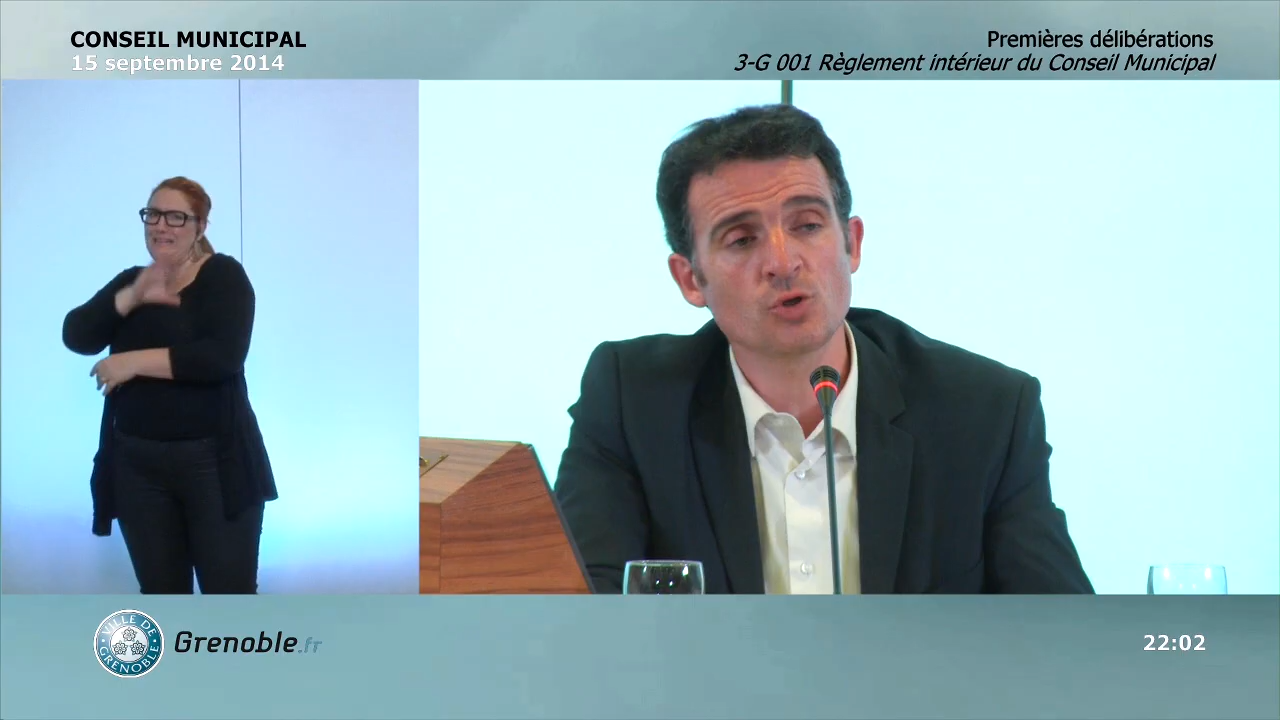 CONSEIL MUNICIPAL
15 septembre 2014
Premières délibérations
3-G 001 Règlement intérieur du Conseil Municipal
VILLE DE
GRENOBLE
Grenoble.fr
22:02